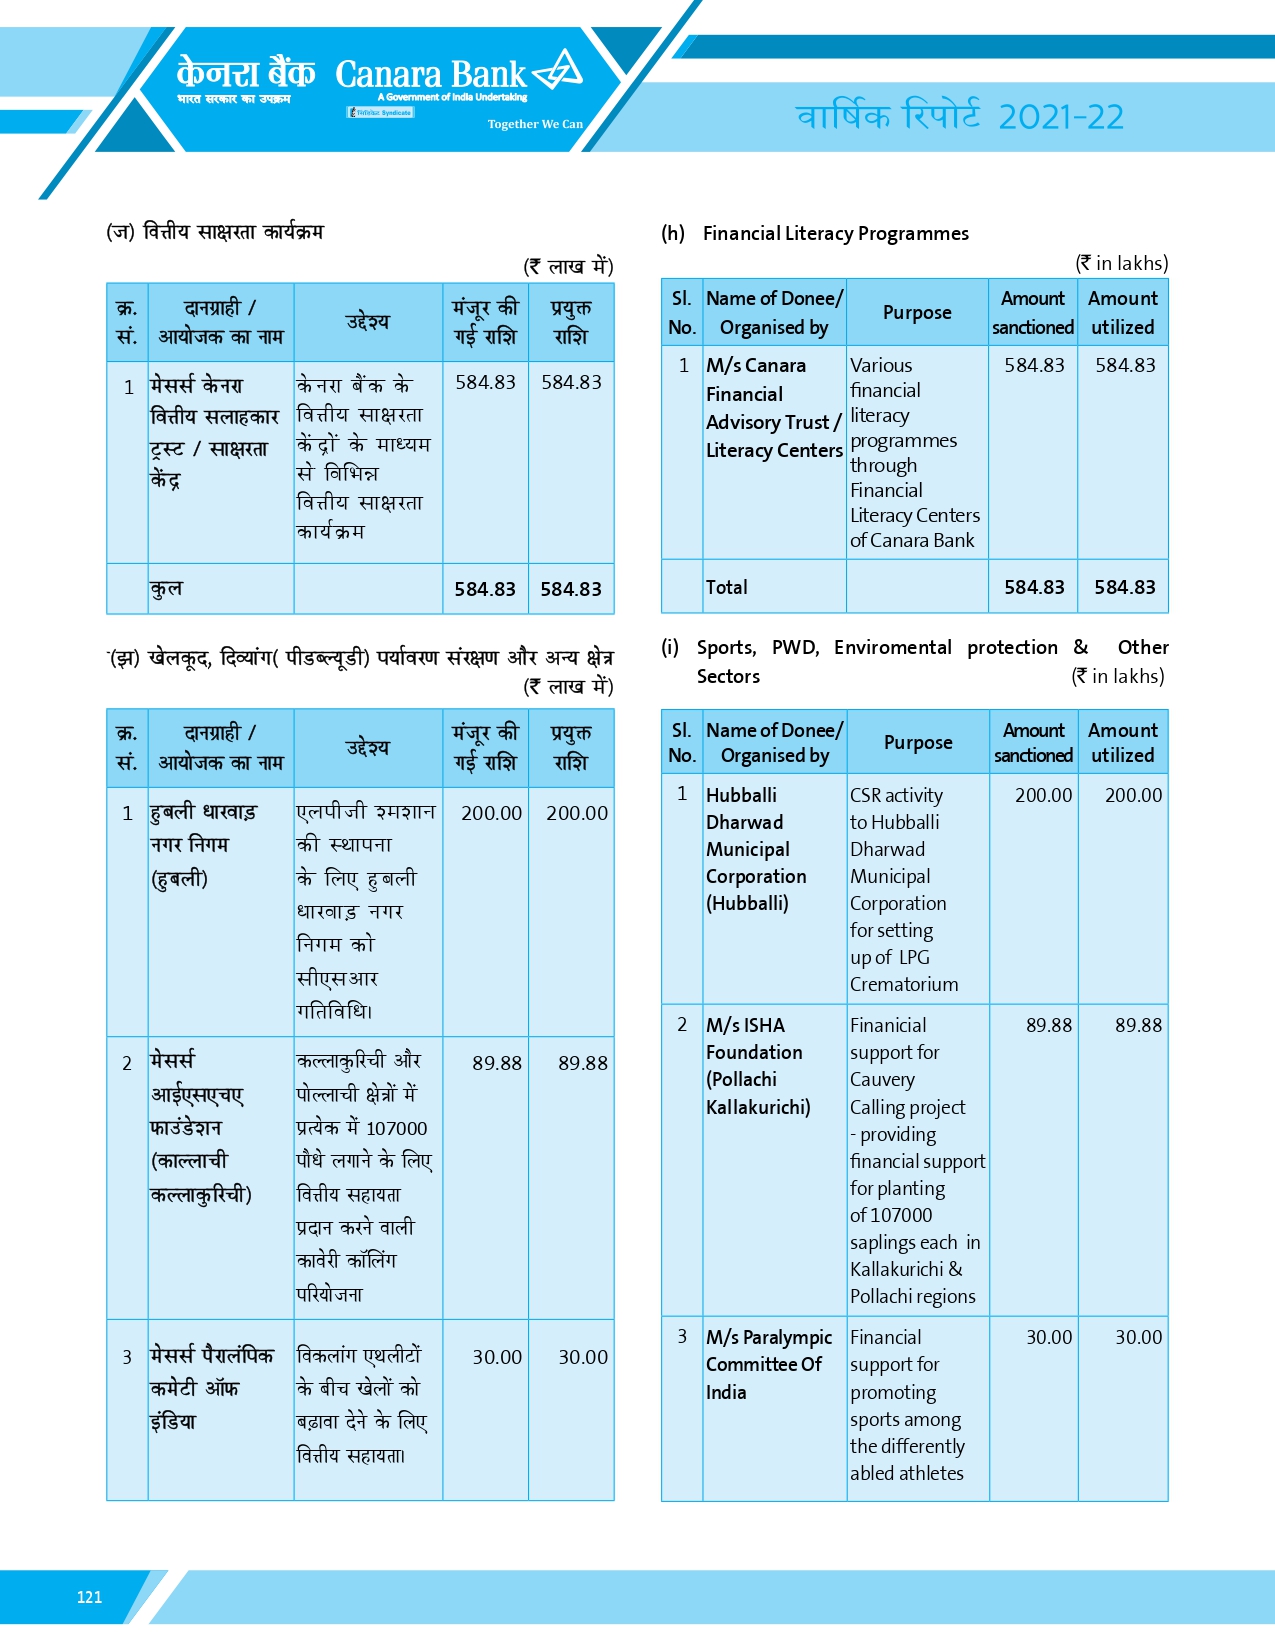 केनरा बैंक Canara Bank
भारत सरकार का उपक्रम A Government of India Undertaking
सिंडिकेट Syndicate
Together We Can
वार्षिक रिपोर्ट 2021-22
(ज) वित्तीय साक्षरता कार्यक्रम
(₹ लाख में)
क्र. दानग्राही / उद्देश्य मंजूर की प्रयुक्त
सं. आयोजक का नाम गई राशि राशि
1 मेसर्स केनरा केनरा बैंक के 584.83 584.83
वित्तीय सलाहकार वित्तीय साक्षरता
ट्रस्ट / साक्षरता केंद्रों के माध्यम
केंद्र से विभिन्न
वित्तीय साक्षरता
कार्यक्रम
कुल 584.83 584.83
(झ) खेलकूद, दिव्यांग( पीडब्ल्यूडी) पर्यावरण संरक्षण और अन्य क्षेत्र
(₹ लाख में)
क्र. दानग्राही / उद्देश्य मंजूर की प्रयुक्त
सं. आयोजक का नाम गई राशि राशि
1 हुबली धारवाड़ एलपीजी श्मशान 200.00 200.00
नगर निगम की स्थापना
(हुबली) के लिए हुबली
धारवाड़ नगर
निगम को
सीएसआर
गतिविधि।
2 मेसर्स कल्लाकुरिची और 89.88 89.88
आईएसएचए पोल्लाची क्षेत्रों में
फाउंडेशन प्रत्येक में 107000
(काल्लाची पौधे लगाने के लिए
कल्लाकुरिची) वित्तीय सहायता
प्रदान करने वाली
कावेरी कॉलिंग
परियोजना
3 मेसर्स पैरालंपिक विकलांग एथलीटों 30.00 30.00
कमेटी ऑफ के बीच खेलों को
इंडिया बढ़ावा देने के लिए
वित्तीय सहायता।
(h) Financial Literacy Programmes
(₹ in lakhs)
Sl. Name of Donee/ Purpose Amount Amount
No. Organised by sanctioned utilized
1 M/s Canara Various 584.83 584.83
Financial financial
Advisory Trust / literacy
Literacy Centers programmes
through
Financial
Literacy Centers
of Canara Bank
Total 584.83 584.83
(i) Sports, PWD, Enviromental protection & Other
Sectors (₹ in lakhs)
Sl. Name of Donee/ Purpose Amount Amount
No. Organised by sanctioned utilized
1 Hubballi CSR activity 200.00 200.00
Dharwad to Hubballi
Municipal Dharwad
Corporation Municipal
(Hubballi) Corporation
for setting
up of LPG
Crematorium
2 M/s ISHA Finanicial 89.88 89.88
Foundation support for
(Pollachi Cauvery
Kallakurichi) Calling project
- providing
financial support
for planting
of 107000
saplings each in
Kallakurichi &
Pollachi regions
3 M/s Paralympic Financial 30.00 30.00
Committee Of support for
India promoting
sports among
the differently
abled athletes
121